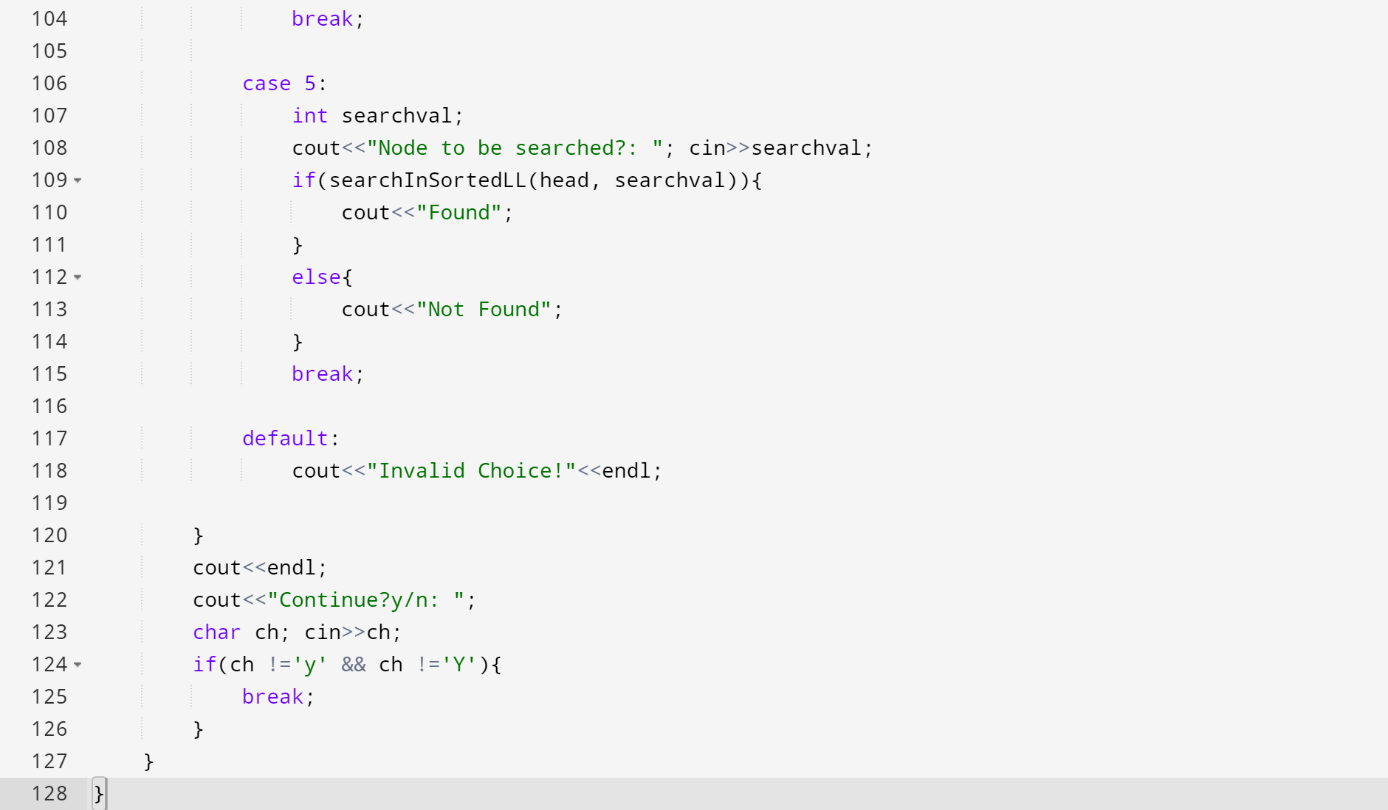 104                 break;
105
106             case 5:
107                 int searchval;
108                 cout<<"Node to be searched?: "; cin>>searchval;
109                 if(searchInSortedLL(head, searchval)){
110                     cout<<"Found";
111                 }
112                 else{
113                     cout<<"Not Found";
114                 }
115                 break;
116
117             default:
118                 cout<<"Invalid Choice!"<<endl;
119
120         }
121         cout<<endl;
122         cout<<"Continue?y/n: ";
123         char ch; cin>>ch;
124         if(ch !='y' && ch !='Y'){
125             break;
126         }
127     }
128 }